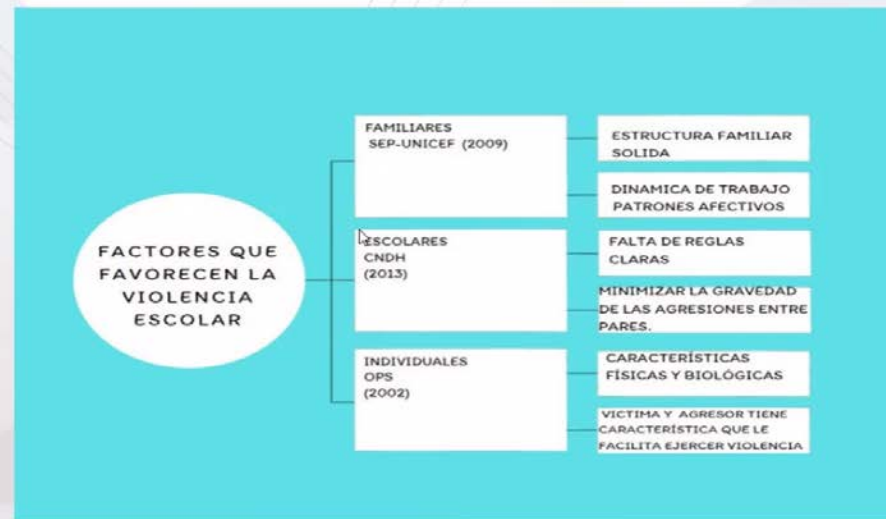 FACTORES QUE
FAVORECEN LA
VIOLENCIA
ESCOLAR
FAMILIARES
SEP-UNICEF (2009)
ESTRUCTURA FAMILIAR
SOLIDA
DINAMICA DE TRABAJO
PATRONES AFECTIVOS
ESCOLARES
CNDH
(2013)
FALTA DE REGLAS
CLARAS
MINIMIZAR LA GRAVEDAD
DE LAS AGRESIONES ENTRE
PARES.
INDIVIDUALES
OPS
(2002)
CARACTERÍSTICAS
FÍSICAS Y BIOLÓGICAS
VICTIMA Y AGRESOR TIENE
CARACTERÍSTICA QUE LE
FACILITA EJERCER VIOLENCIA